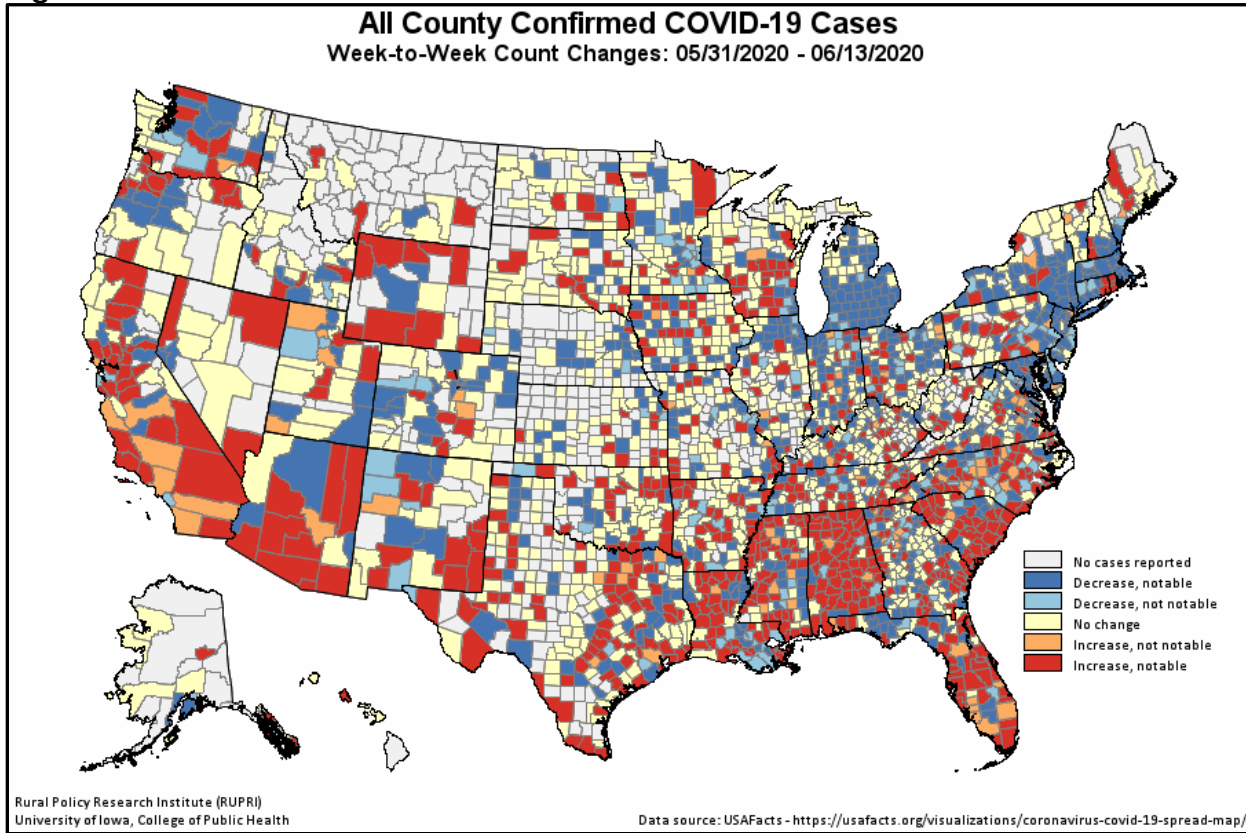 All County Confirmed COVID-19 Cases
Week-to-Week Count Changes: 05/31/2020 - 06/13/2020
No cases reported
Decrease, notable
Decrease, not notable
No change
Increase, not notable
Increase, notable
Rural Policy Research Institute (RUPRI)
University of Iowa, College of Public Health
Data source: USAFacts - https://usafacts.org/visualizations/coronavirus-covid-19-spread-map/